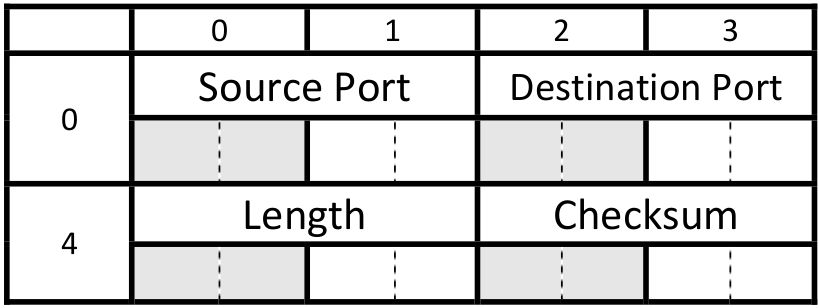 0 1 2 3
0 Source Port Destination Port
4 Length Checksum